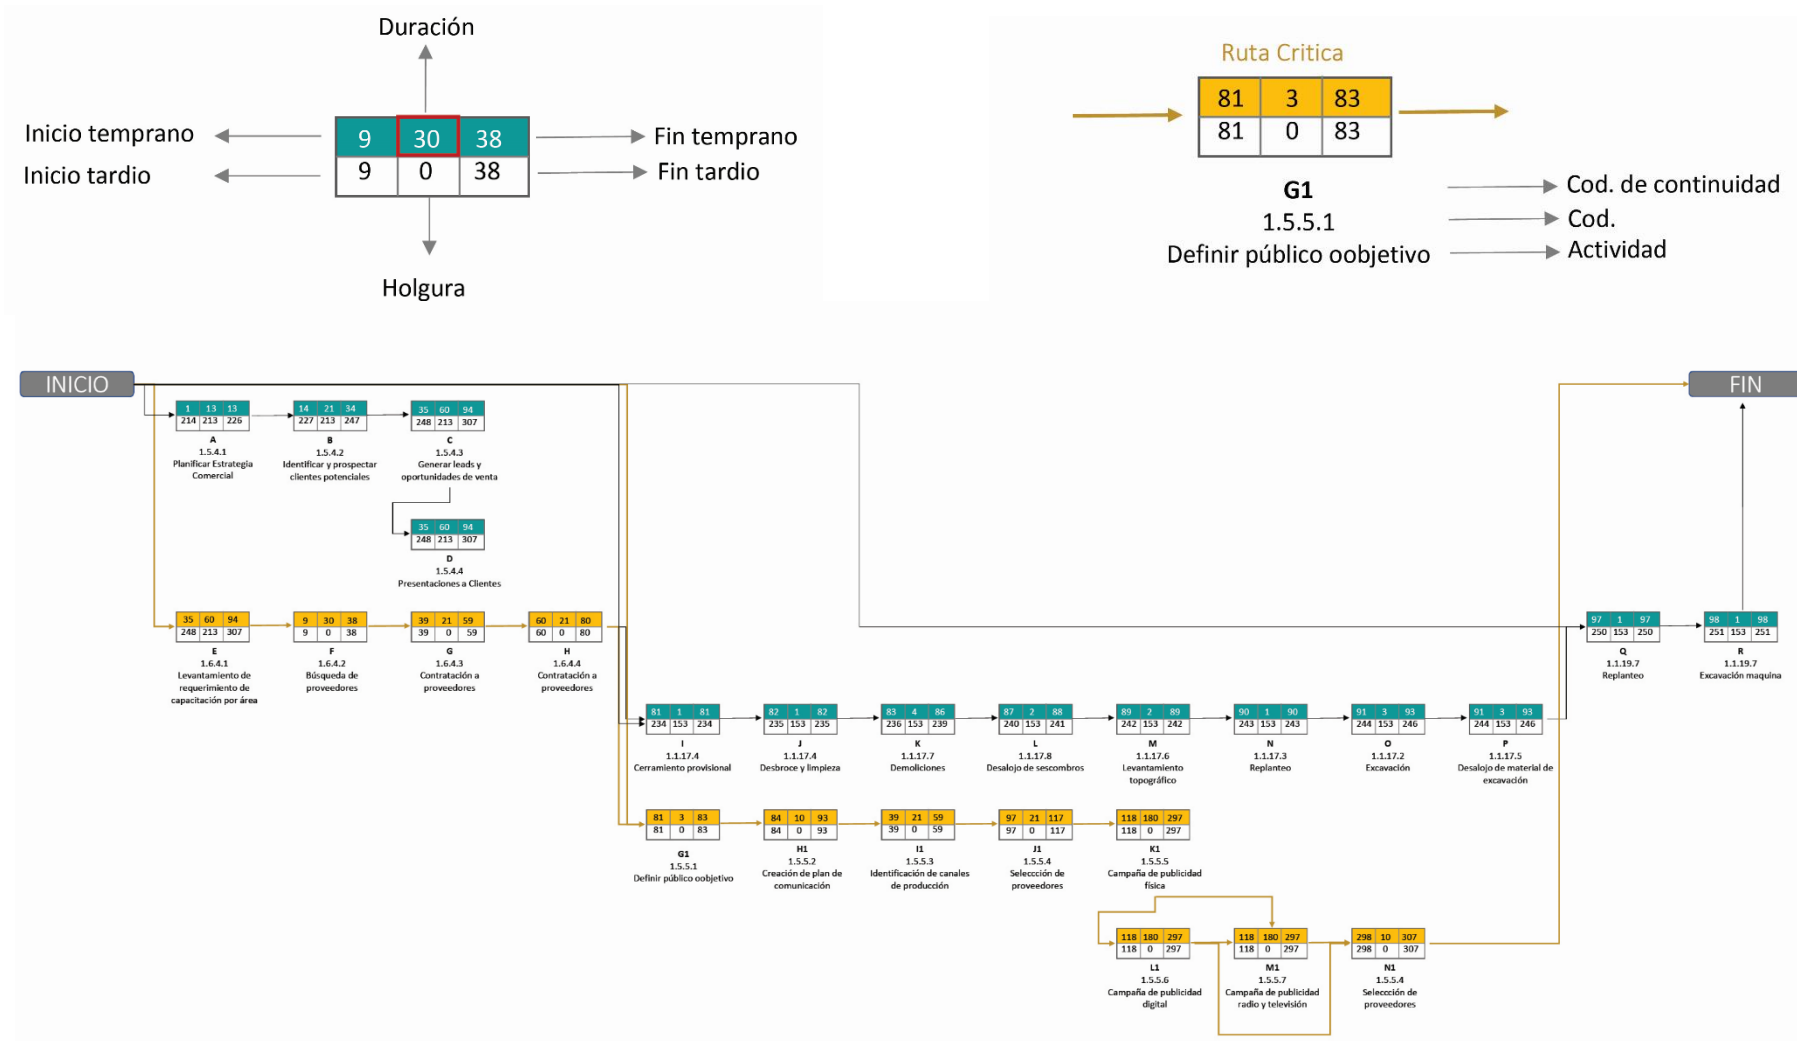 Duración
Inicio temprano
9 30 38
Fin temprano
Inicio tardio
9 0 38
Fin tardio
Holgura
Ruta Critica
81 3 83
81 0 83
G1
Cod. de continuidad
1.5.5.1
Cod.
Definir público oobjetivo
Actividad
INICIO
FIN
1 13 13
214 213 226
A
1.5.4.1
Planificar Estrategia
Comercial
14 21 34
227 213 247
B
1.5.4.2
Identificar y prospectar
clientes potenciales
35 60 94
248 213 307
C
1.5.4.3
Generar leads y
oportunidades de venta
35 60 94
248 213 307
D
1.5.4.4
Presentaciones a Clientes
35 60 94
248 213 307
E
1.6.4.1
Levantamiento de
requerimiento de
capacitación por área
9 30 38
9 0 38
F
1.6.4.2
Búsqueda de
proveedores
39 21 59
39 0 59
G
1.6.4.3
Contratación a
proveedores
60 21 80
60 0 80
H
1.6.4.4
Contratación a
proveedores
97 1 97
250 153 250
Q
1.1.19.7
Replanteo
98 1 98
251 153 251
R
1.1.19.7
Excavación maquina
81 1 81
234 153 234
I
1.1.17.4
Cerramiento provisional
82 1 82
235 153 235
J
1.1.17.4
Desbroce y limpieza
83 4 86
236 153 239
K
1.1.17.7
Demoliciones
87 2 88
240 153 241
L
1.1.17.8
Desalojo de sescombros
89 2 89
242 153 242
M
1.1.17.6
Levantamiento
topográfico
90 1 90
243 153 243
N
1.1.17.3
Replanteo
91 3 93
244 153 246
O
1.1.17.2
Excavación
91 3 93
244 153 246
P
1.1.17.5
Desalojo de material de
excavación
81 3 83
81 0 83
G1
1.5.5.1
Definir público oobjetivo
84 10 93
84 0 93
H1
1.5.5.2
Creación de plan de
comunicación
39 21 59
39 0 59
I1
1.5.5.3
Identificación de canales
de producción
97 21 117
97 0 117
J1
1.5.5.4
Seleccción de
proveedores
118 180 297
118 0 297
K1
1.5.5.5
Campaña de publicidad
física
118 180 297
118 0 297
L1
1.5.5.6
Campaña de publicidad
digital
118 180 297
118 0 297
M1
1.5.5.7
Campaña de publicidad
radio y televisión
298 10 307
298 0 307
N1
1.5.5.4
Seleccción de
proveedores